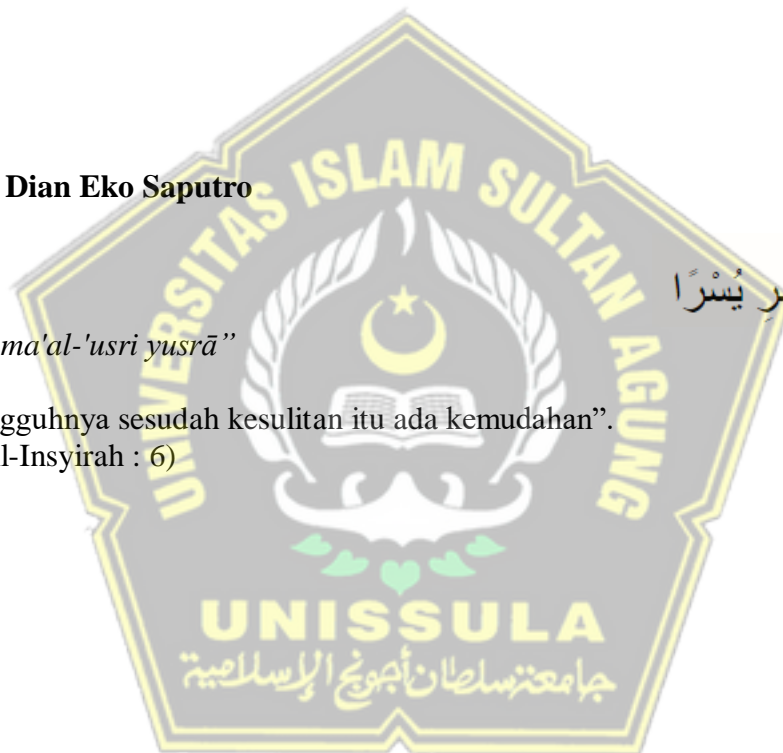 Dian Eko Saputro
UNIVERSITAS ISLAM SULTAN AGUNG
رِ يُسْرًا
ma'al-'usri yusrā”
gguhnya sesudah kesulitan itu ada kemudahan”.
l-Insyirah : 6)
UNISSULA
جامعة سلطان أجونج الإسلامية